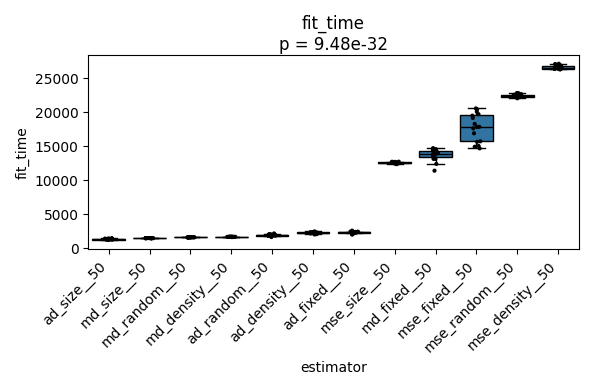 fit_time
p = 9.48e-32
fit_time
25000
20000
15000
10000
5000
0
ad_size__50
md_size__50
md_random__50
md_density__50
ad_random__50
ad_density__50
ad_fixed__50
mse_size__50
md_fixed__50
mse_fixed__50
mse_random__50
mse_density__50
estimator